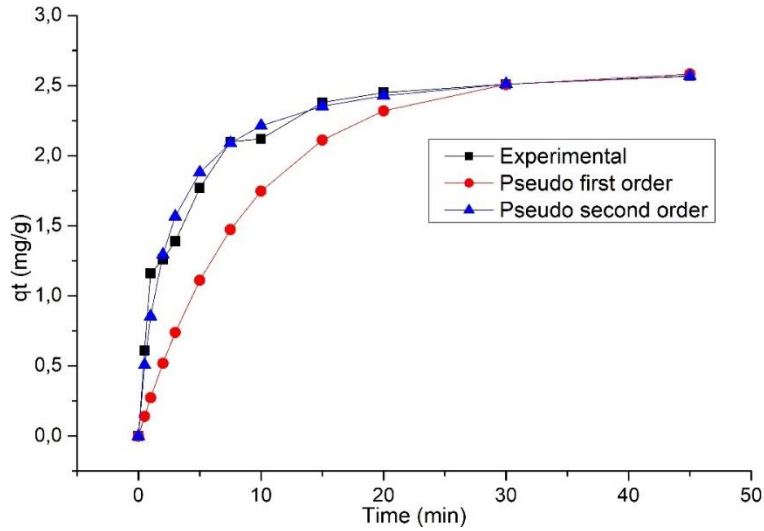 3,0
2,5
2,0
1,5
1,0
0,5
0,0
qt (mg/g)
Experimental
Pseudo first order
Pseudo second order
0 10 20 30 40 50
Time (min)